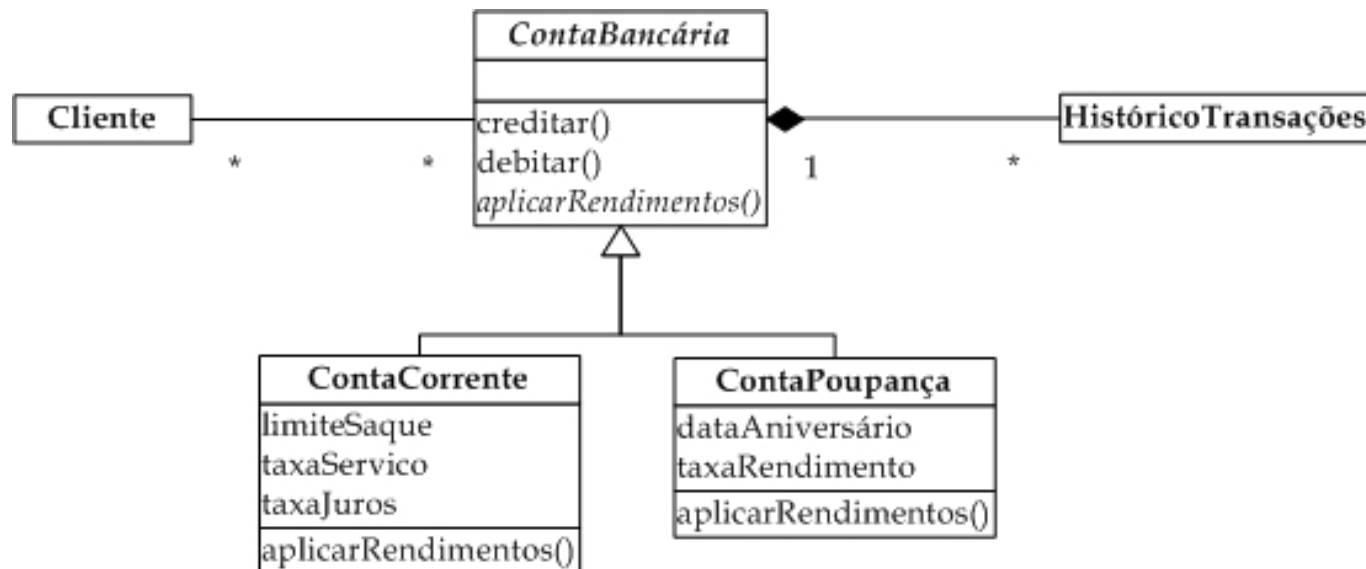 ContaBancária
Cliente
HistóricoTransações
creditar()
debitar()
aplicarRendimentos()
* * 1 *
ContaCorrente
limiteSaque
taxaServico
taxaJuros
aplicarRendimentos()
ContaPoupança
dataAniversário
taxaRendimento
aplicarRendimentos()